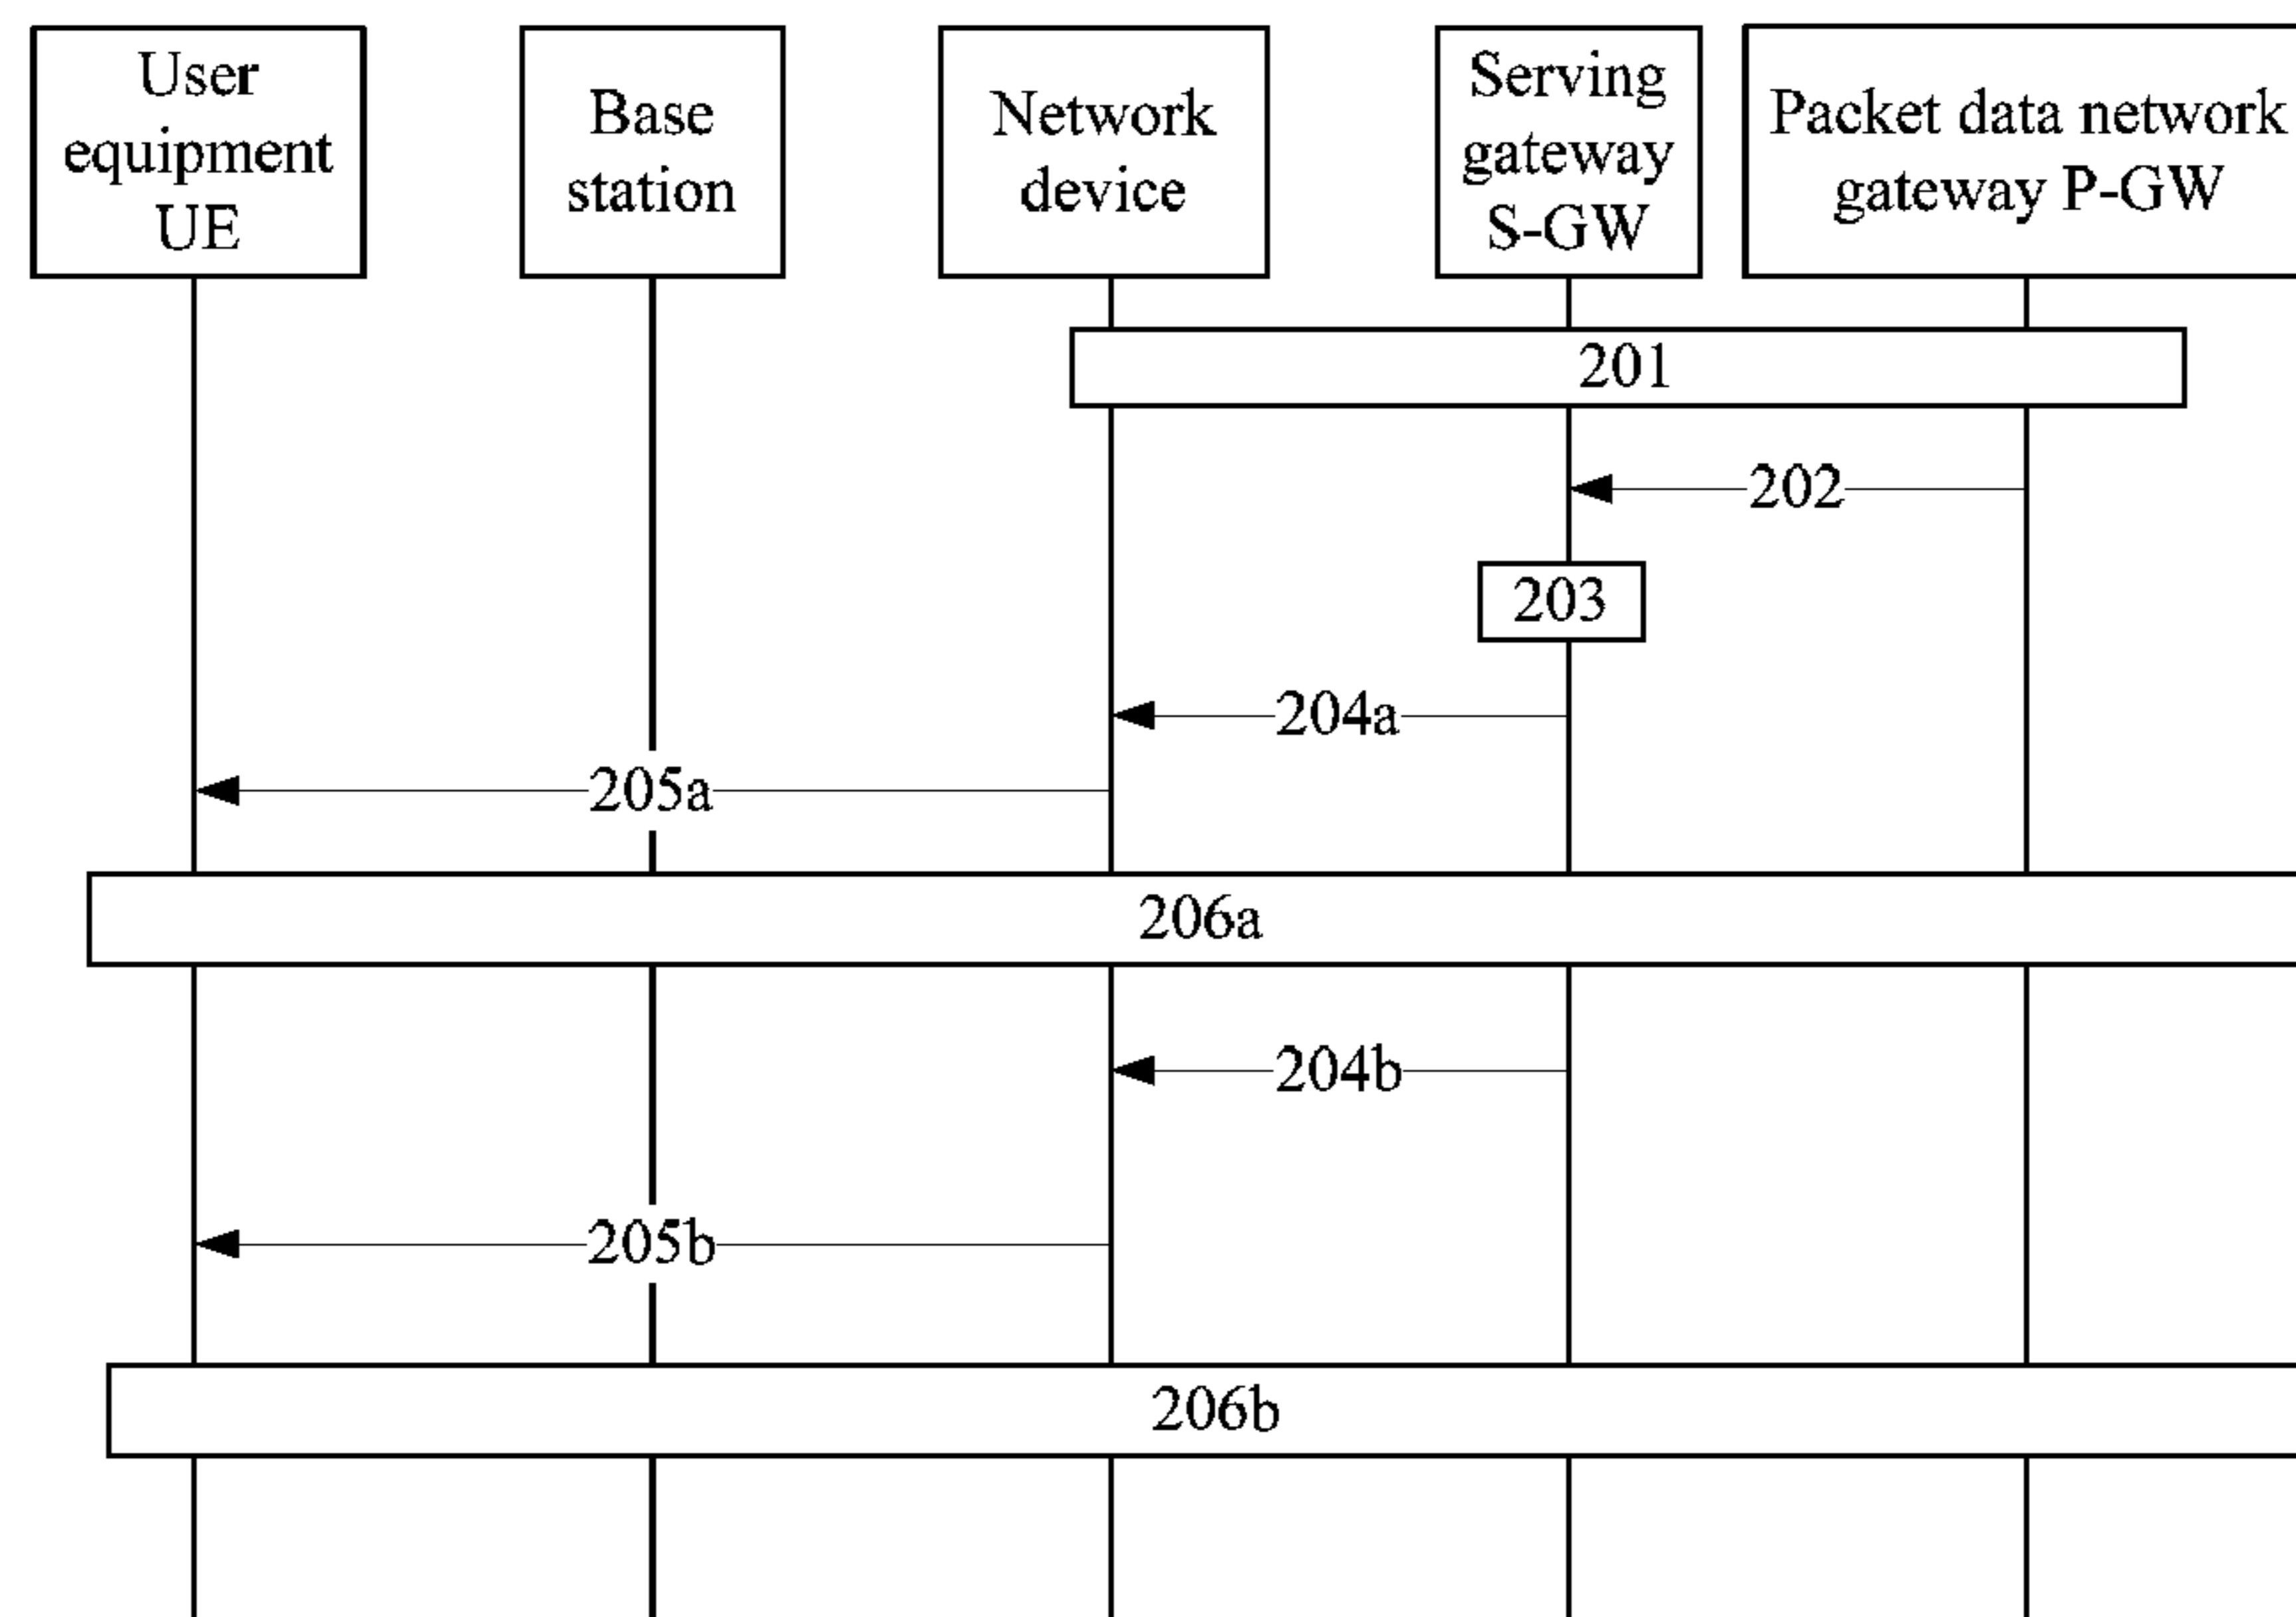 User
equipment
UE
Base
station
Network
device
Serving
gateway
S-GW
Packet data network
gateway P-GW
201
202
203
204a
205a
206a
204b
205b
206b